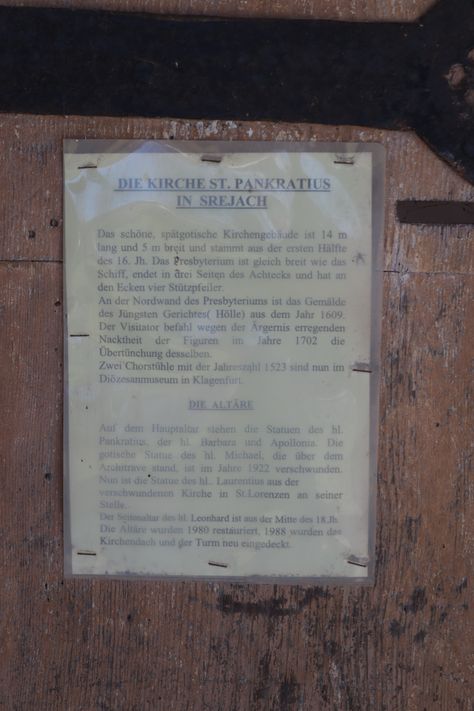 DIE KIRCHE ST. PANKRATIUS
IN SREJACH
Das schöne, spätgotische Kirchengebäude ist 14 m
lang und 5 m breit und stammt aus der ersten Hälfte
des 16. Jh. Das Presbyterium ist gleich breit wie das
Schiff, endet in drei Seiten des Achtecks und hat an
den Ecken vier Stützpfeiler.
An der Nordwand des Presbyteriums ist das Gemälde
des Jüngsten Gerichtes( Hölle) aus dem Jahr 1609.
Der Visitator befahl wegen der Ärgernis erregenden
Nacktheit der Figuren im Jahre 1702 die
Übertünchung desselben.
Zwei Chorstühle mit der Jahreszahl 1523 sind nun im
Diözesanmuseum in Klagenfurt.
DIE ALTÄRE
Auf dem Hauptaltar stehen die Statuen des hl.
Pankratius, der hl. Barbara und Apollonia. Die
gotische Statue des hl. Michael, die über dem
Architrave stand, ist im Jahre 1922 verschwunden.
Nun ist die Statue des hl.. Laurentius aus der
verschwundenen Kirche in St.Lorenzen an seiner
Stelle.
Der Seitenaltar des hl. Leonhard ist aus der Mitte des 18.Jh.
Die Altäre wurden 1980 restauriert, 1988 wurden das
Kirchendach und der Turm neu eingedeckt.